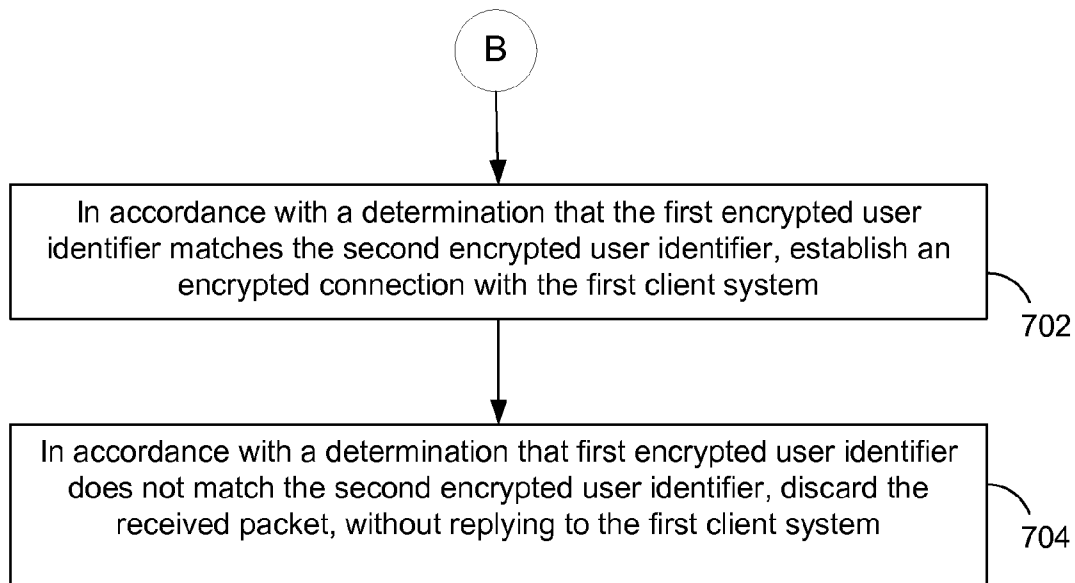 B
In accordance with a determination that the first encrypted user
identifier matches the second encrypted user identifier, establish an
encrypted connection with the first client system
702
In accordance with a determination that first encrypted user identifier
does not match the second encrypted user identifier, discard the
received packet, without replying to the first client system
704